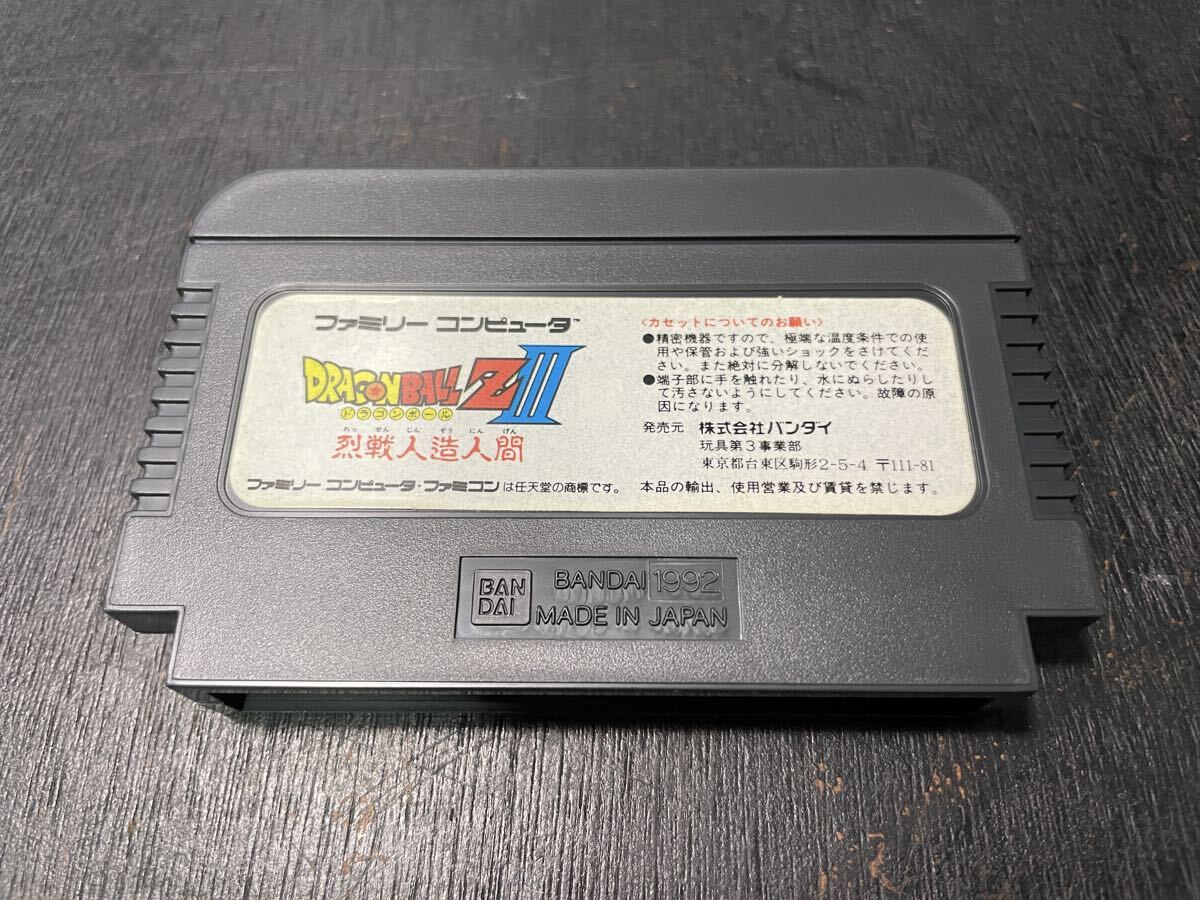 ファミリー コンピュータ™
DRAGON BALL Z III
ドラゴンボール
れっ せん じん ぞう にん げん
烈戦人造人間
ファミリー コンピュータ・ファミコンは任天堂の商標です。
〈カセットについてのお願い〉
●精密機器ですので、極端な温度条件での使
用や保管および強いショックをさけてくだ
さい。また絶対に分解しないでください。
●端子部に手を触れたり、水にぬらしたりし
て汚さないようにしてください。故障の原
因になります。
発売元 株式会社バンダイ
玩具第3事業部
東京都台東区駒形2-5-4 〒111-81
本品の輸出、使用営業及び賃貸を禁じます。
BAN
DAI
BANDAI 1992
MADE IN JAPAN